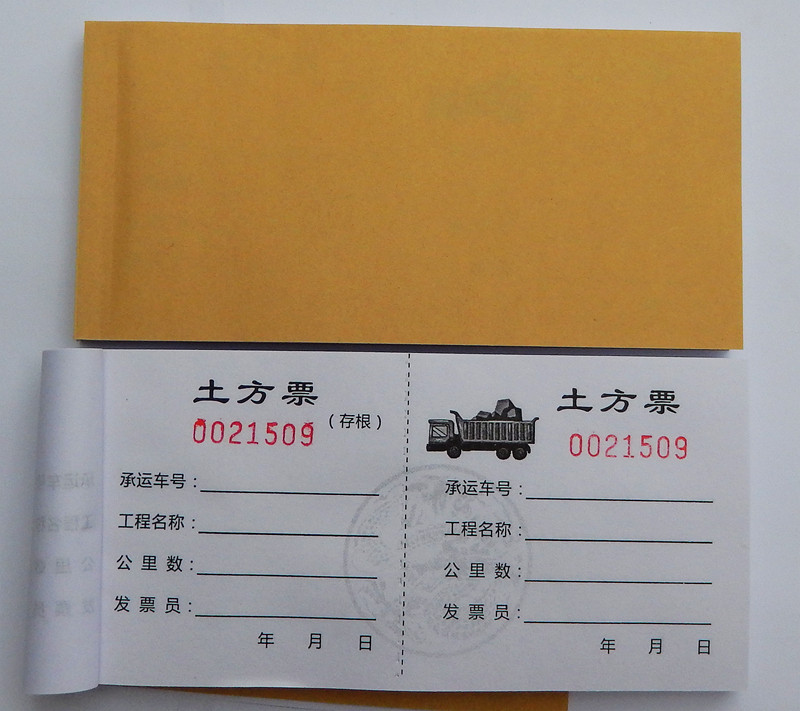 土方票
0021509 （存根）
承运车号：
工程名称：
公里数：
发票员：
年 月 日
土方票
0021509
承运车号：
工程名称：
公里数：
发票员：
年 月 日